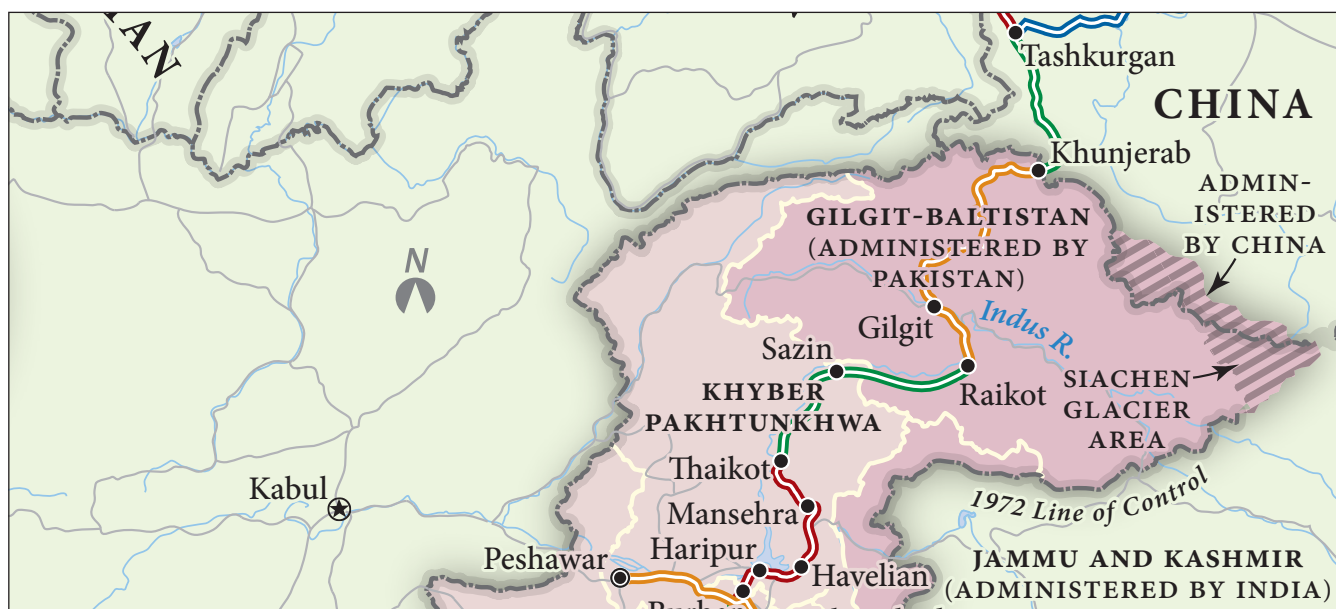 AN
Tashkurgan
CHINA
Khunjerab
ADMIN-
ISTERED
BY CHINA
GILGIT-BALTISTAN
(ADMINISTERED BY
PAKISTAN)
N
Gilgit
Indus R.
Sazin
Raikot
SIACHEN
GLACIER
AREA
KHYBER
PAKHTUNKHWA
Thaikot
Kabul
1972 Line of Control
Mansehra
Haripur
Havelian
Peshawar
JAMMU AND KASHMIR
(ADMINISTERED BY INDIA)